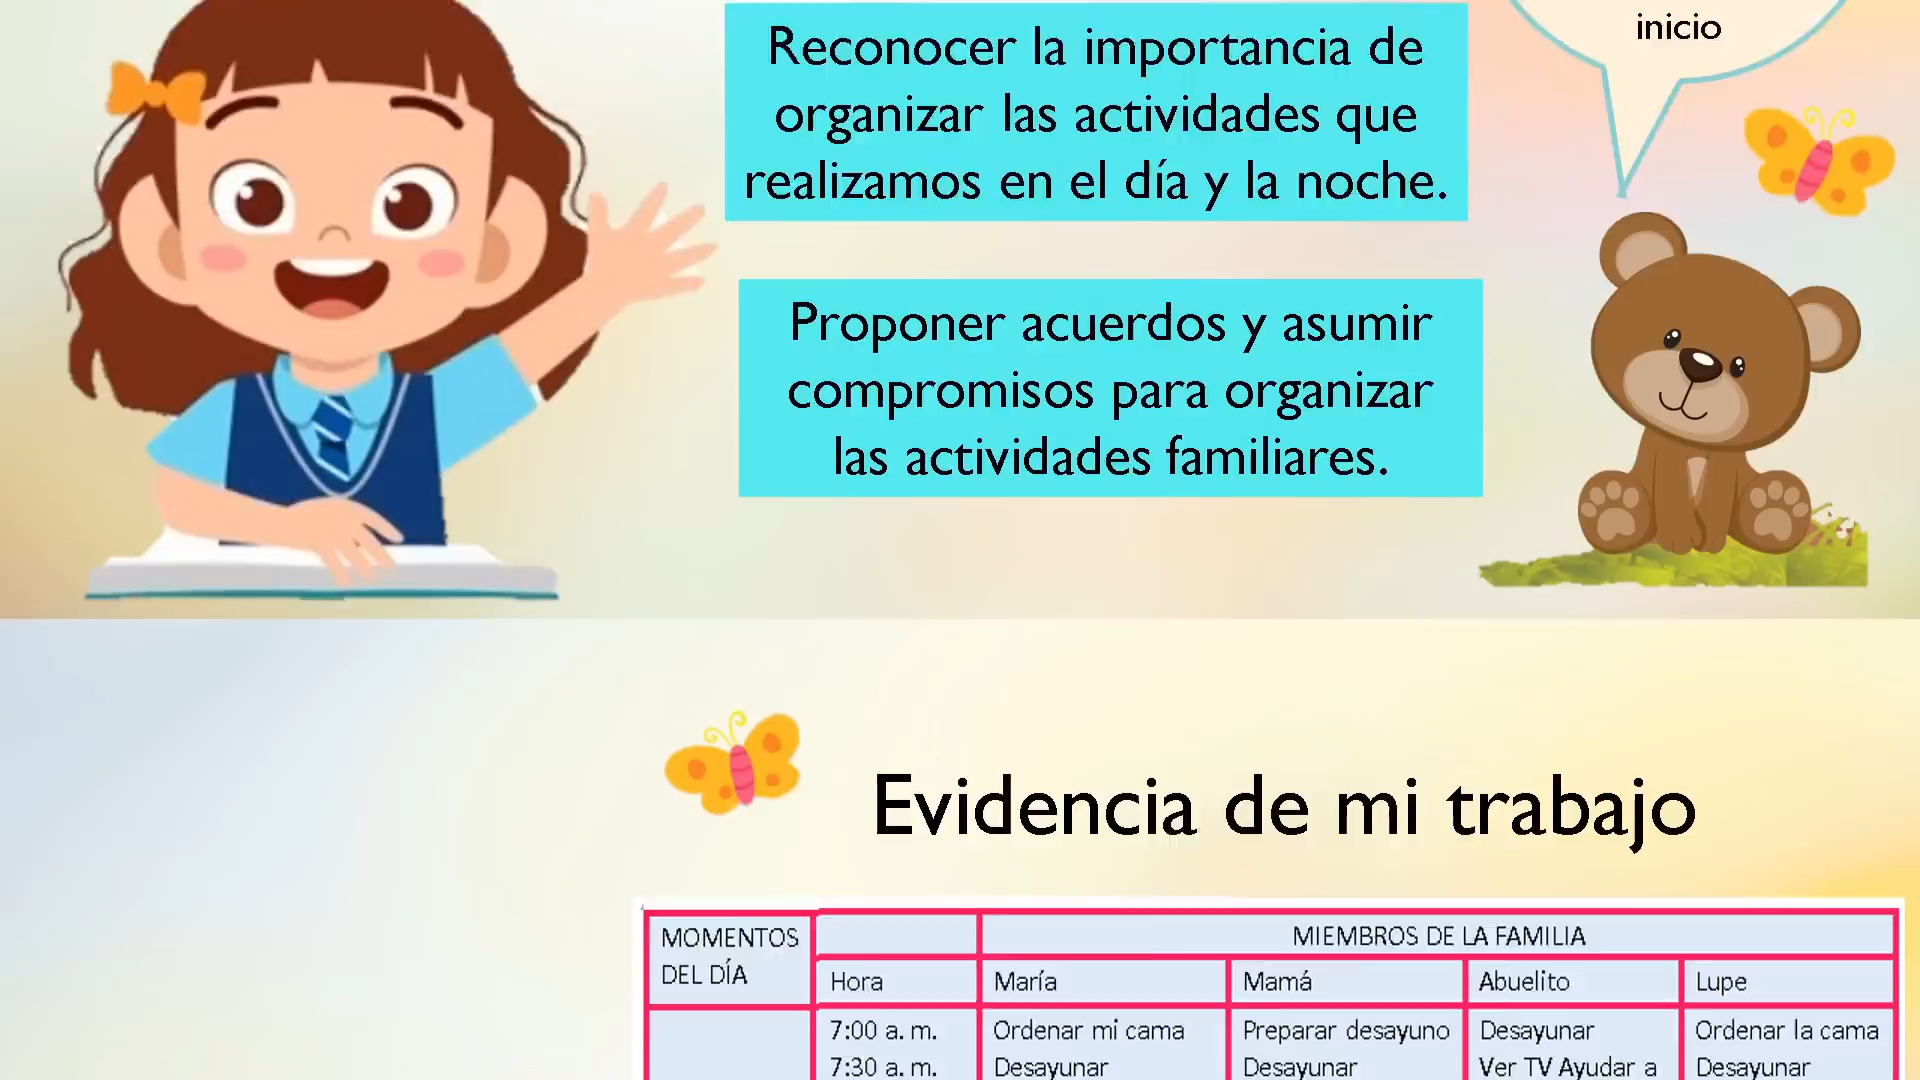 inicio
Reconocer la importancia de
organizar las actividades que
realizamos en el día y la noche.
Proponer acuerdos y asumir
compromisos para organizar
las actividades familiares.
Evidencia de mi trabajo
MOMENTOS
DEL DÍA
MIEMBROS DE LA FAMILIA
Hora María Mamá Abuelito Lupe
7:00 a. m. Ordenar mi cama Preparar desayuno Desayunar Ordenar la cama
7:30 a. m. Desayunar Desayunar Ver TV Ayudar a Desayunar